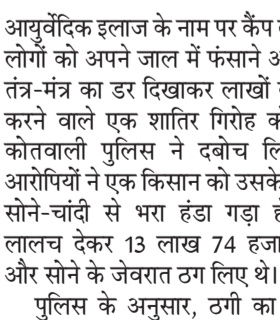 आयुर्वेदिक इलाज के नाम पर कैंप
लोगों को अपने जाल में फंसाने
तंत्र-मंत्र का डर दिखाकर लाखों
करने वाले एक शातिर गिरोह
कोतवाली पुलिस ने दबोच
आरोपियों ने एक किसान को उसके
सोने-चांदी से भरा हंडा गड़ा
लालच देकर 13 लाख 74
और सोने के जेवरात ठग लिए थे।
पुलिस के अनुसार, ठगी का